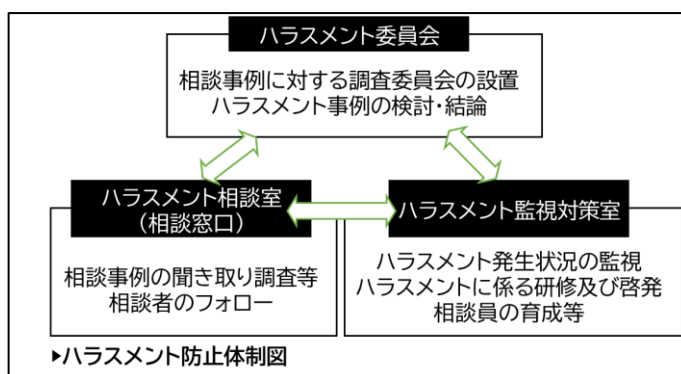 ハラスメント委員会
相談事例に対する調査委員会の設置
ハラスメント事例の検討・結論
ハラスメント相談室
(相談窓口)
相談事例の聞き取り調査等
相談者のフォロー
ハラスメント監視対策室
ハラスメント発生状況の監視
ハラスメントに係る研修及び啓発
相談員の育成等
▶ハラスメント防止体制図